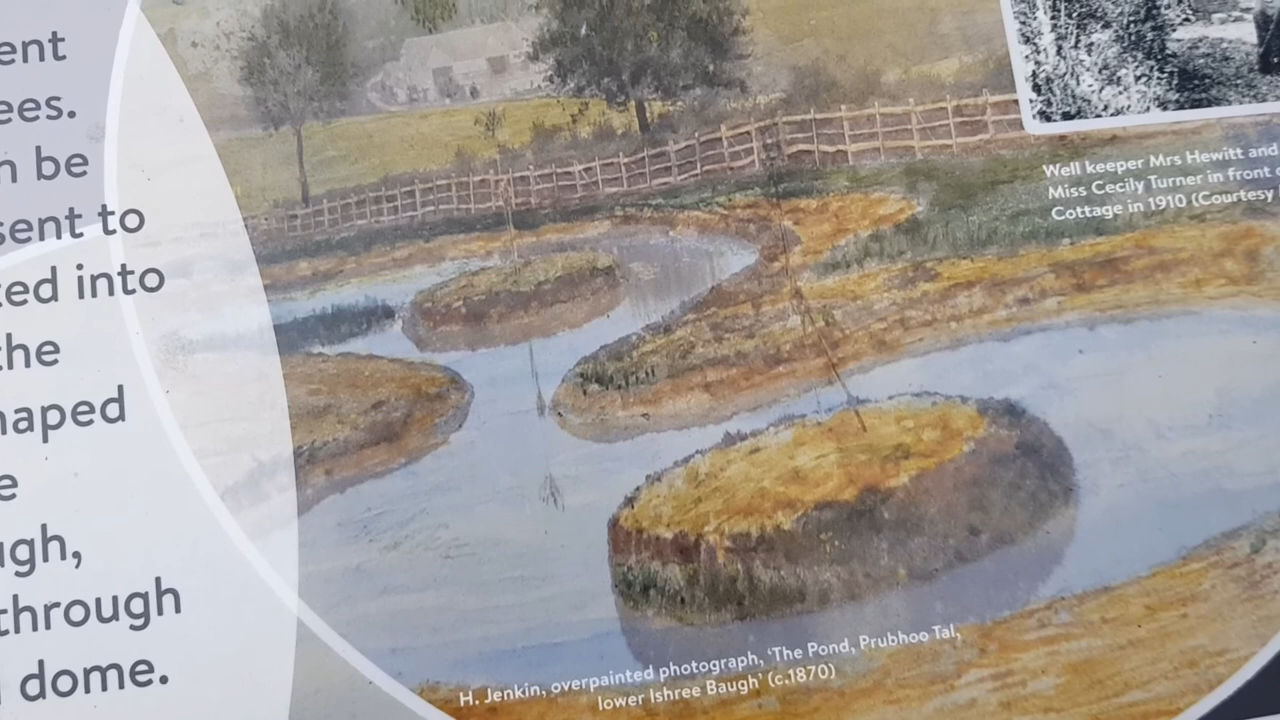 ent
ees.
n be
sent to
ted into
the
haped
e
ugh,
through
dome.
Well keeper Mrs Hewitt and
Miss Cecily Turner in front
Cottage in 1910 (Courtesy
H. Jenkin, overpainted photograph, ‘The Pond, Prubhoo Tal,
lower Ishree Baugh’ (c.1870)